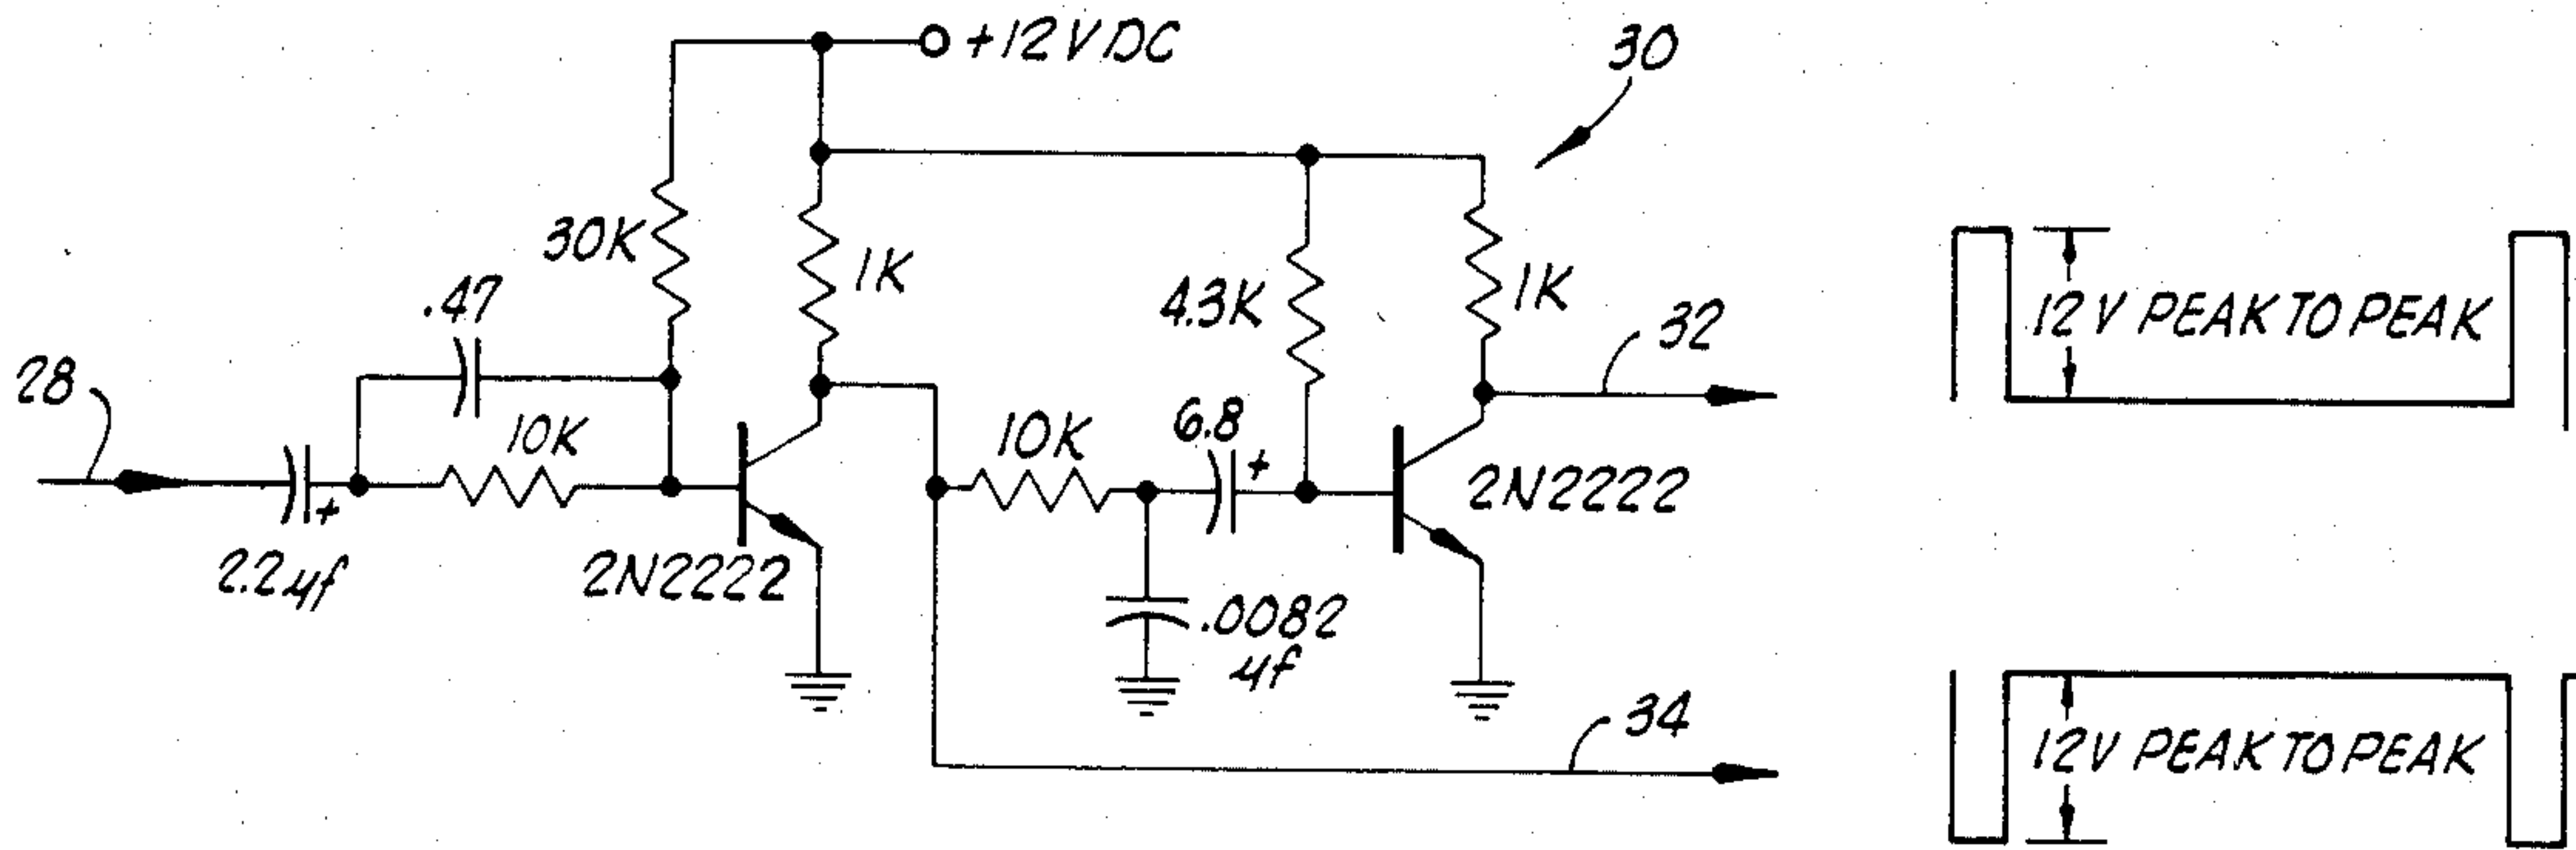 +12VDC
30
30K
1K
.47
4.3K
1K
32
12V PEAK TO PEAK
28
10K
10K
6.8
+
2N2222
+
2.2μf
2N2222
.0082
μf
34
12V PEAK TO PEAK